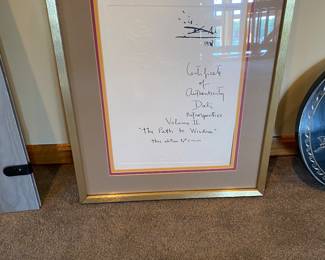 Certificate
of
Authenticity
Dali
Retrospective
Volume II
"The Path to Wisdom"